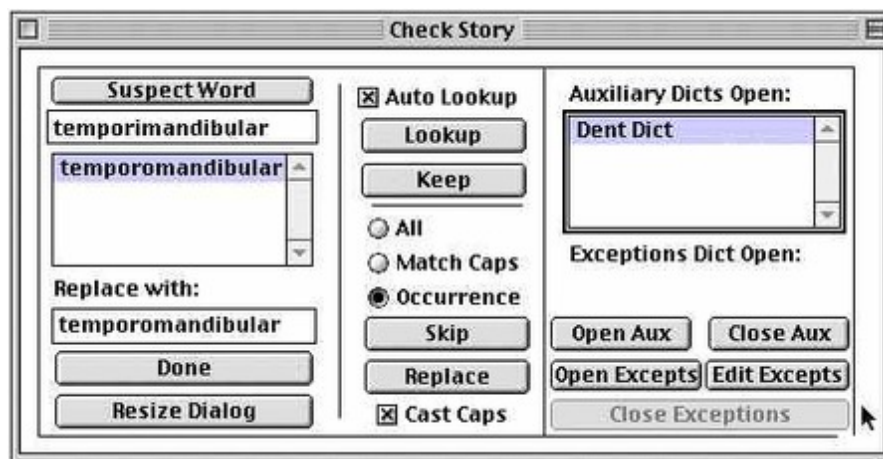 Check Story
Suspect Word
temporimandibular
temporomandibular
Replace with:
temporomandibular
Done
Resize Dialog
Auto Lookup
Lookup
Keep
All
Match Caps
Occurrence
Skip
Replace
Cast Caps
Auxiliary Dicts Open:
Dent Dict
Exceptions Dict Open:
Open Aux
Close Aux
Open Excepts
Edit Excepts
Close Exceptions